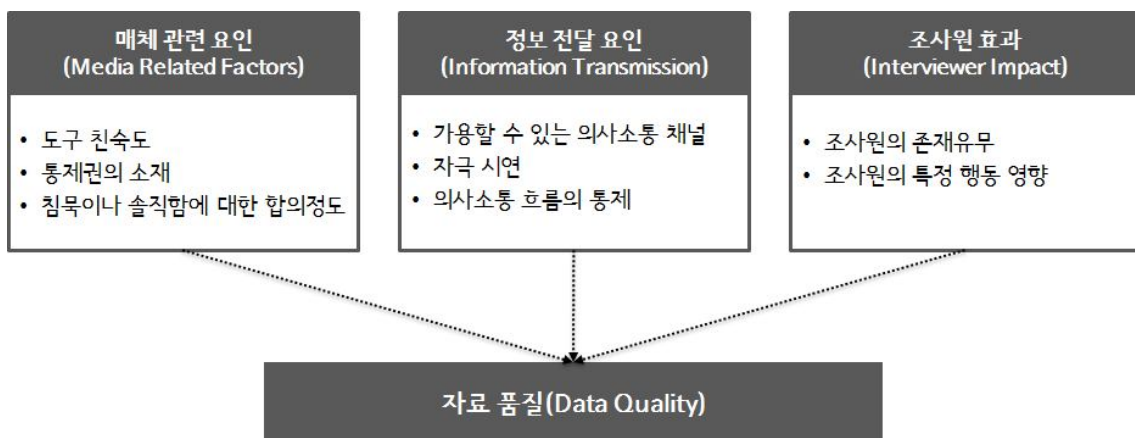 매체 관련 요인
(Media Related Factors)
• 도구 친숙도
• 통제권의 소재
• 침묵이나 솔직함에 대한 합의정도
정보 전달 요인
(Information Transmission)
• 가용할 수 있는 의사소통 채널
• 자극 시연
• 의사소통 흐름의 통제
조사원 효과
(Interviewer Impact)
• 조사원의 존재유무
• 조사원의 특정 행동 영향
자료 품질(Data Quality)